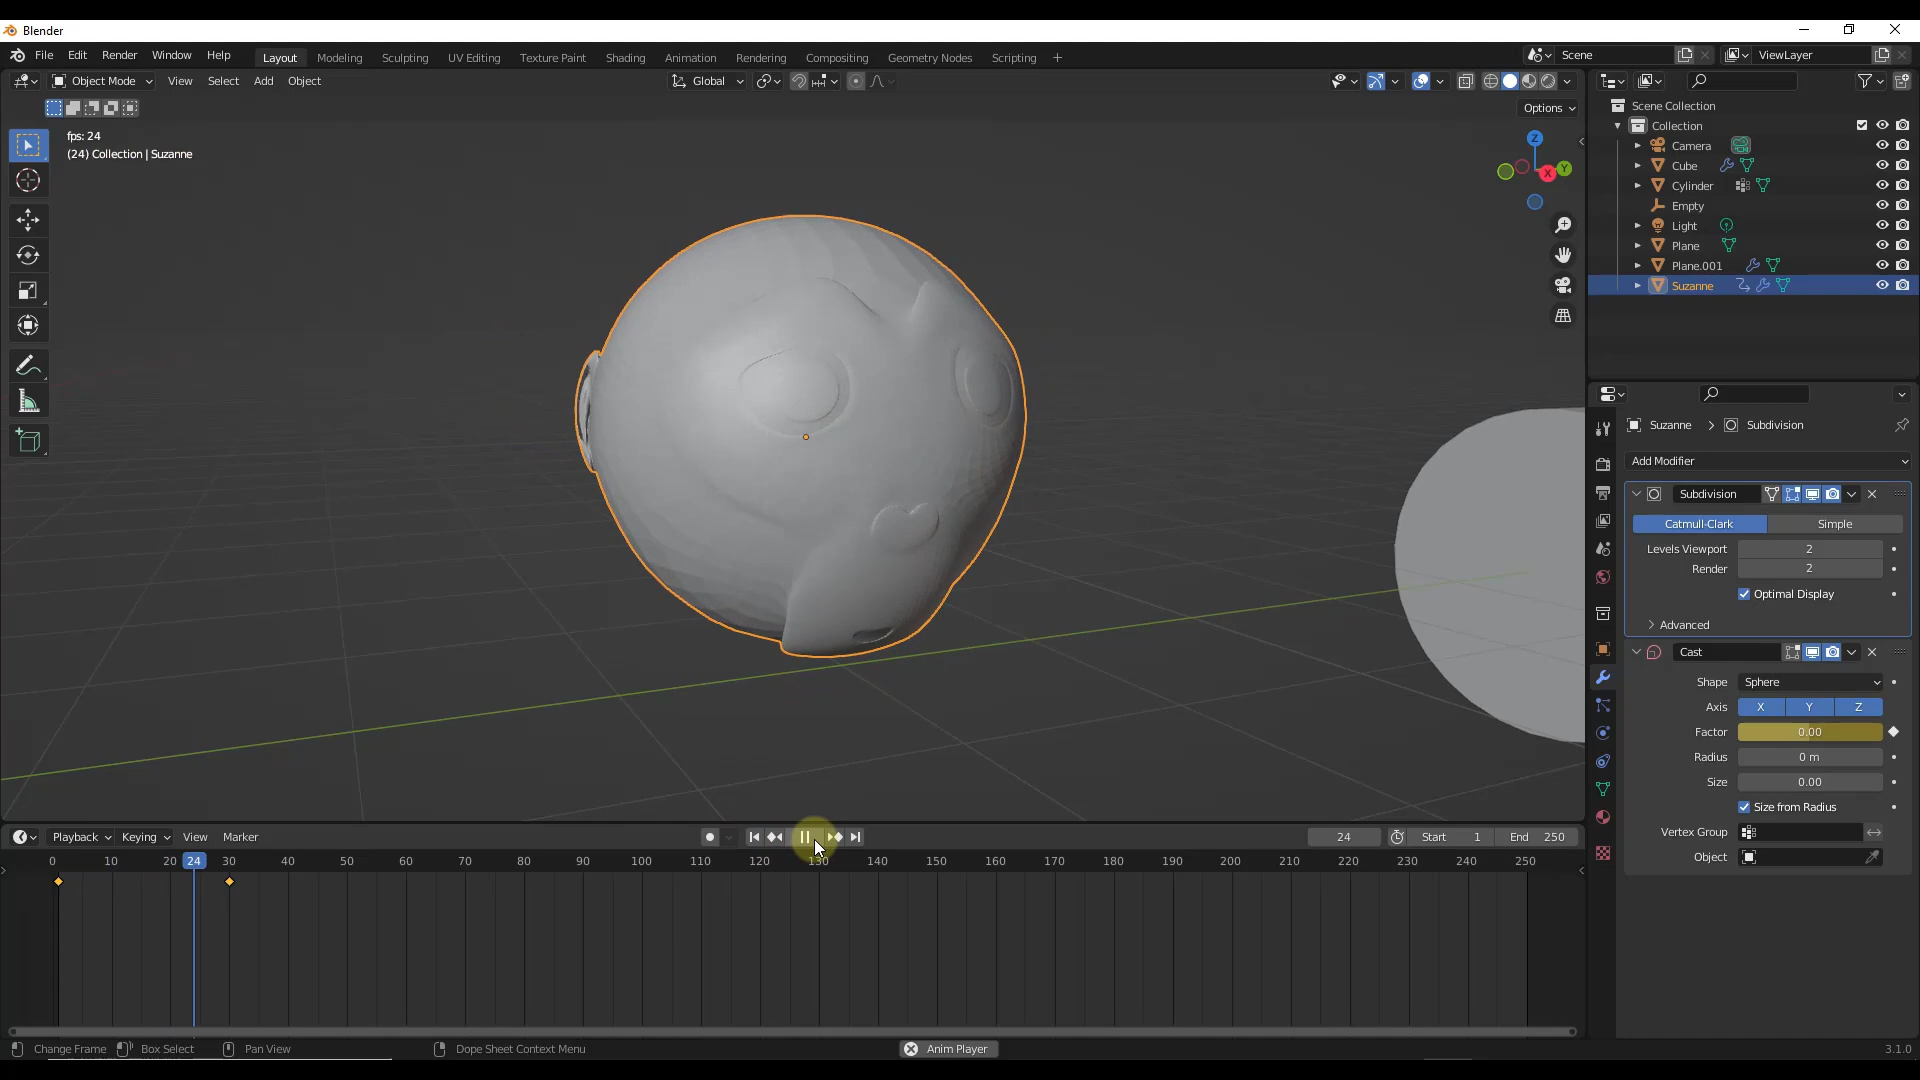 Blender
File Edit Render Window Help Layout Modeling Sculpting UV Editing Texture Paint Shading Animation Rendering Compositing Geometry Nodes Scripting + Scene ViewLayer
Object Mode View Select Add Object Global
Options
fps: 24
(24) Collection | Suzanne
Z
Y
X
Scene Collection
Collection
Camera
Cube
Cylinder
Empty
Light
Plane
Plane.001
Suzanne
Suzanne > Subdivision
Add Modifier
Subdivision
Catmull-Clark Simple
Levels Viewport 2
Render 2
Optimal Display
Advanced
Cast
Shape Sphere
Axis X Y Z
Factor 0.00
Radius 0 m
Size 0.00
Size from Radius
Vertex Group
Object
Playback Keying View Marker 24 Start 1 End 250
0 10 20 24 30 40 50 60 70 80 90 100 110 120 130 140 150 160 170 180 190 200 210 220 230 240 250
Change Frame Box Select Pan View Dope Sheet Context Menu Anim Player 3.1.0